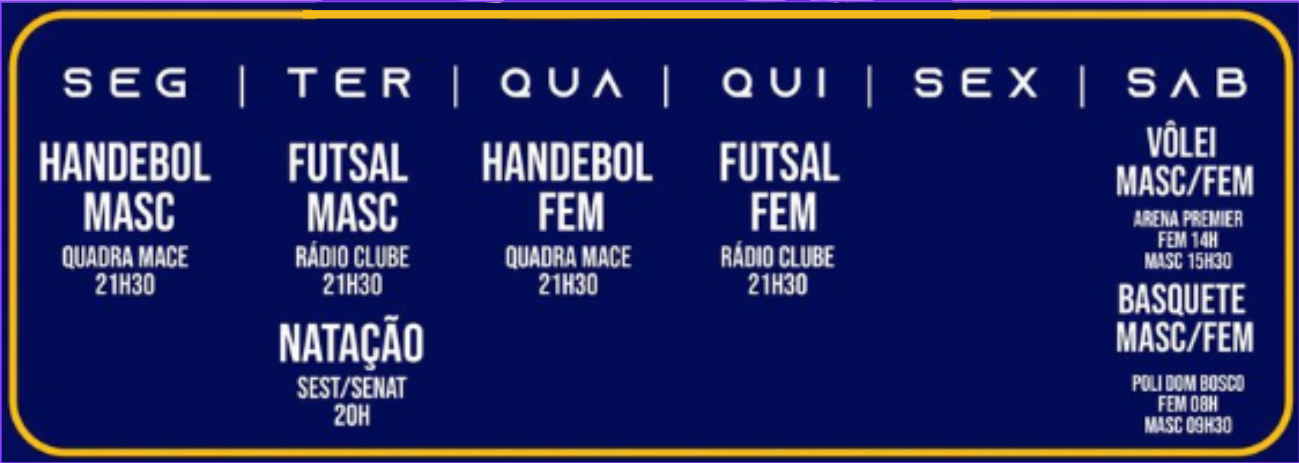 SEG | TER | QUA | QUI | SEX | SAB
HANDEBOL
MASC
QUADRA MACE
21H30
FUTSAL
MASC
RÁDIO CLUBE
21H30
NATAÇÃO
SEST/SENAT
20H
HANDEBOL
FEM
QUADRA MACE
21H30
FUTSAL
FEM
RÁDIO CLUBE
21H30
VÔLEI
MASC/FEM
ARENA PREMIER
FEM 14H
MASC 15H30
BASQUETE
MASC/FEM
POLI DOM BOSCO
FEM 08H
MASC 09H30